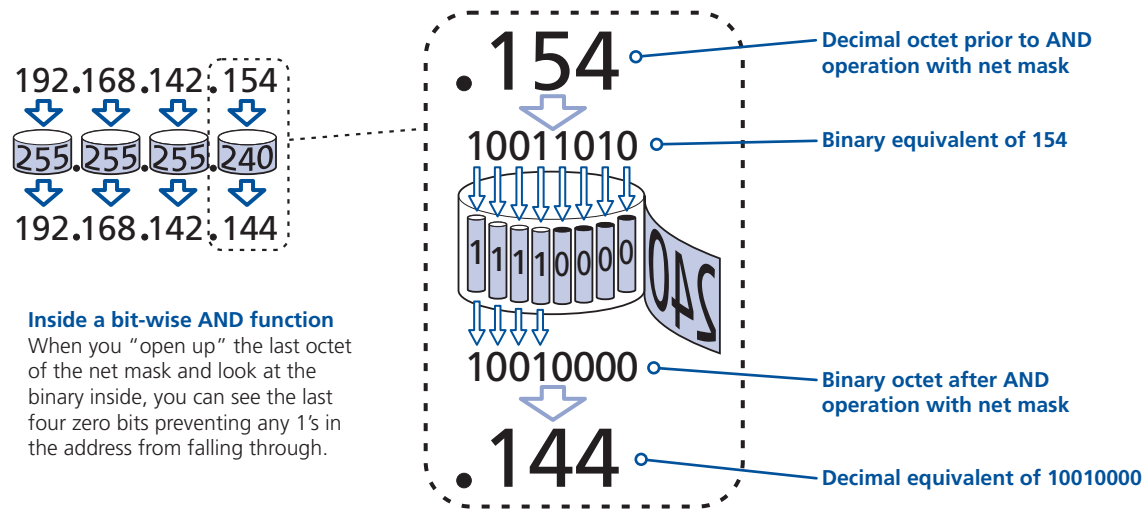 192.168.142.154
255.255.255.240
192.168.142.144
Inside a bit-wise AND function
When you “open up” the last octet
of the net mask and look at the
binary inside, you can see the last
four zero bits preventing any 1’s in
the address from falling through.
.154
10011010
11110000
240
10010000
.144
Decimal octet prior to AND
operation with net mask
Binary equivalent of 154
Binary octet after AND
operation with net mask
Decimal equivalent of 10010000